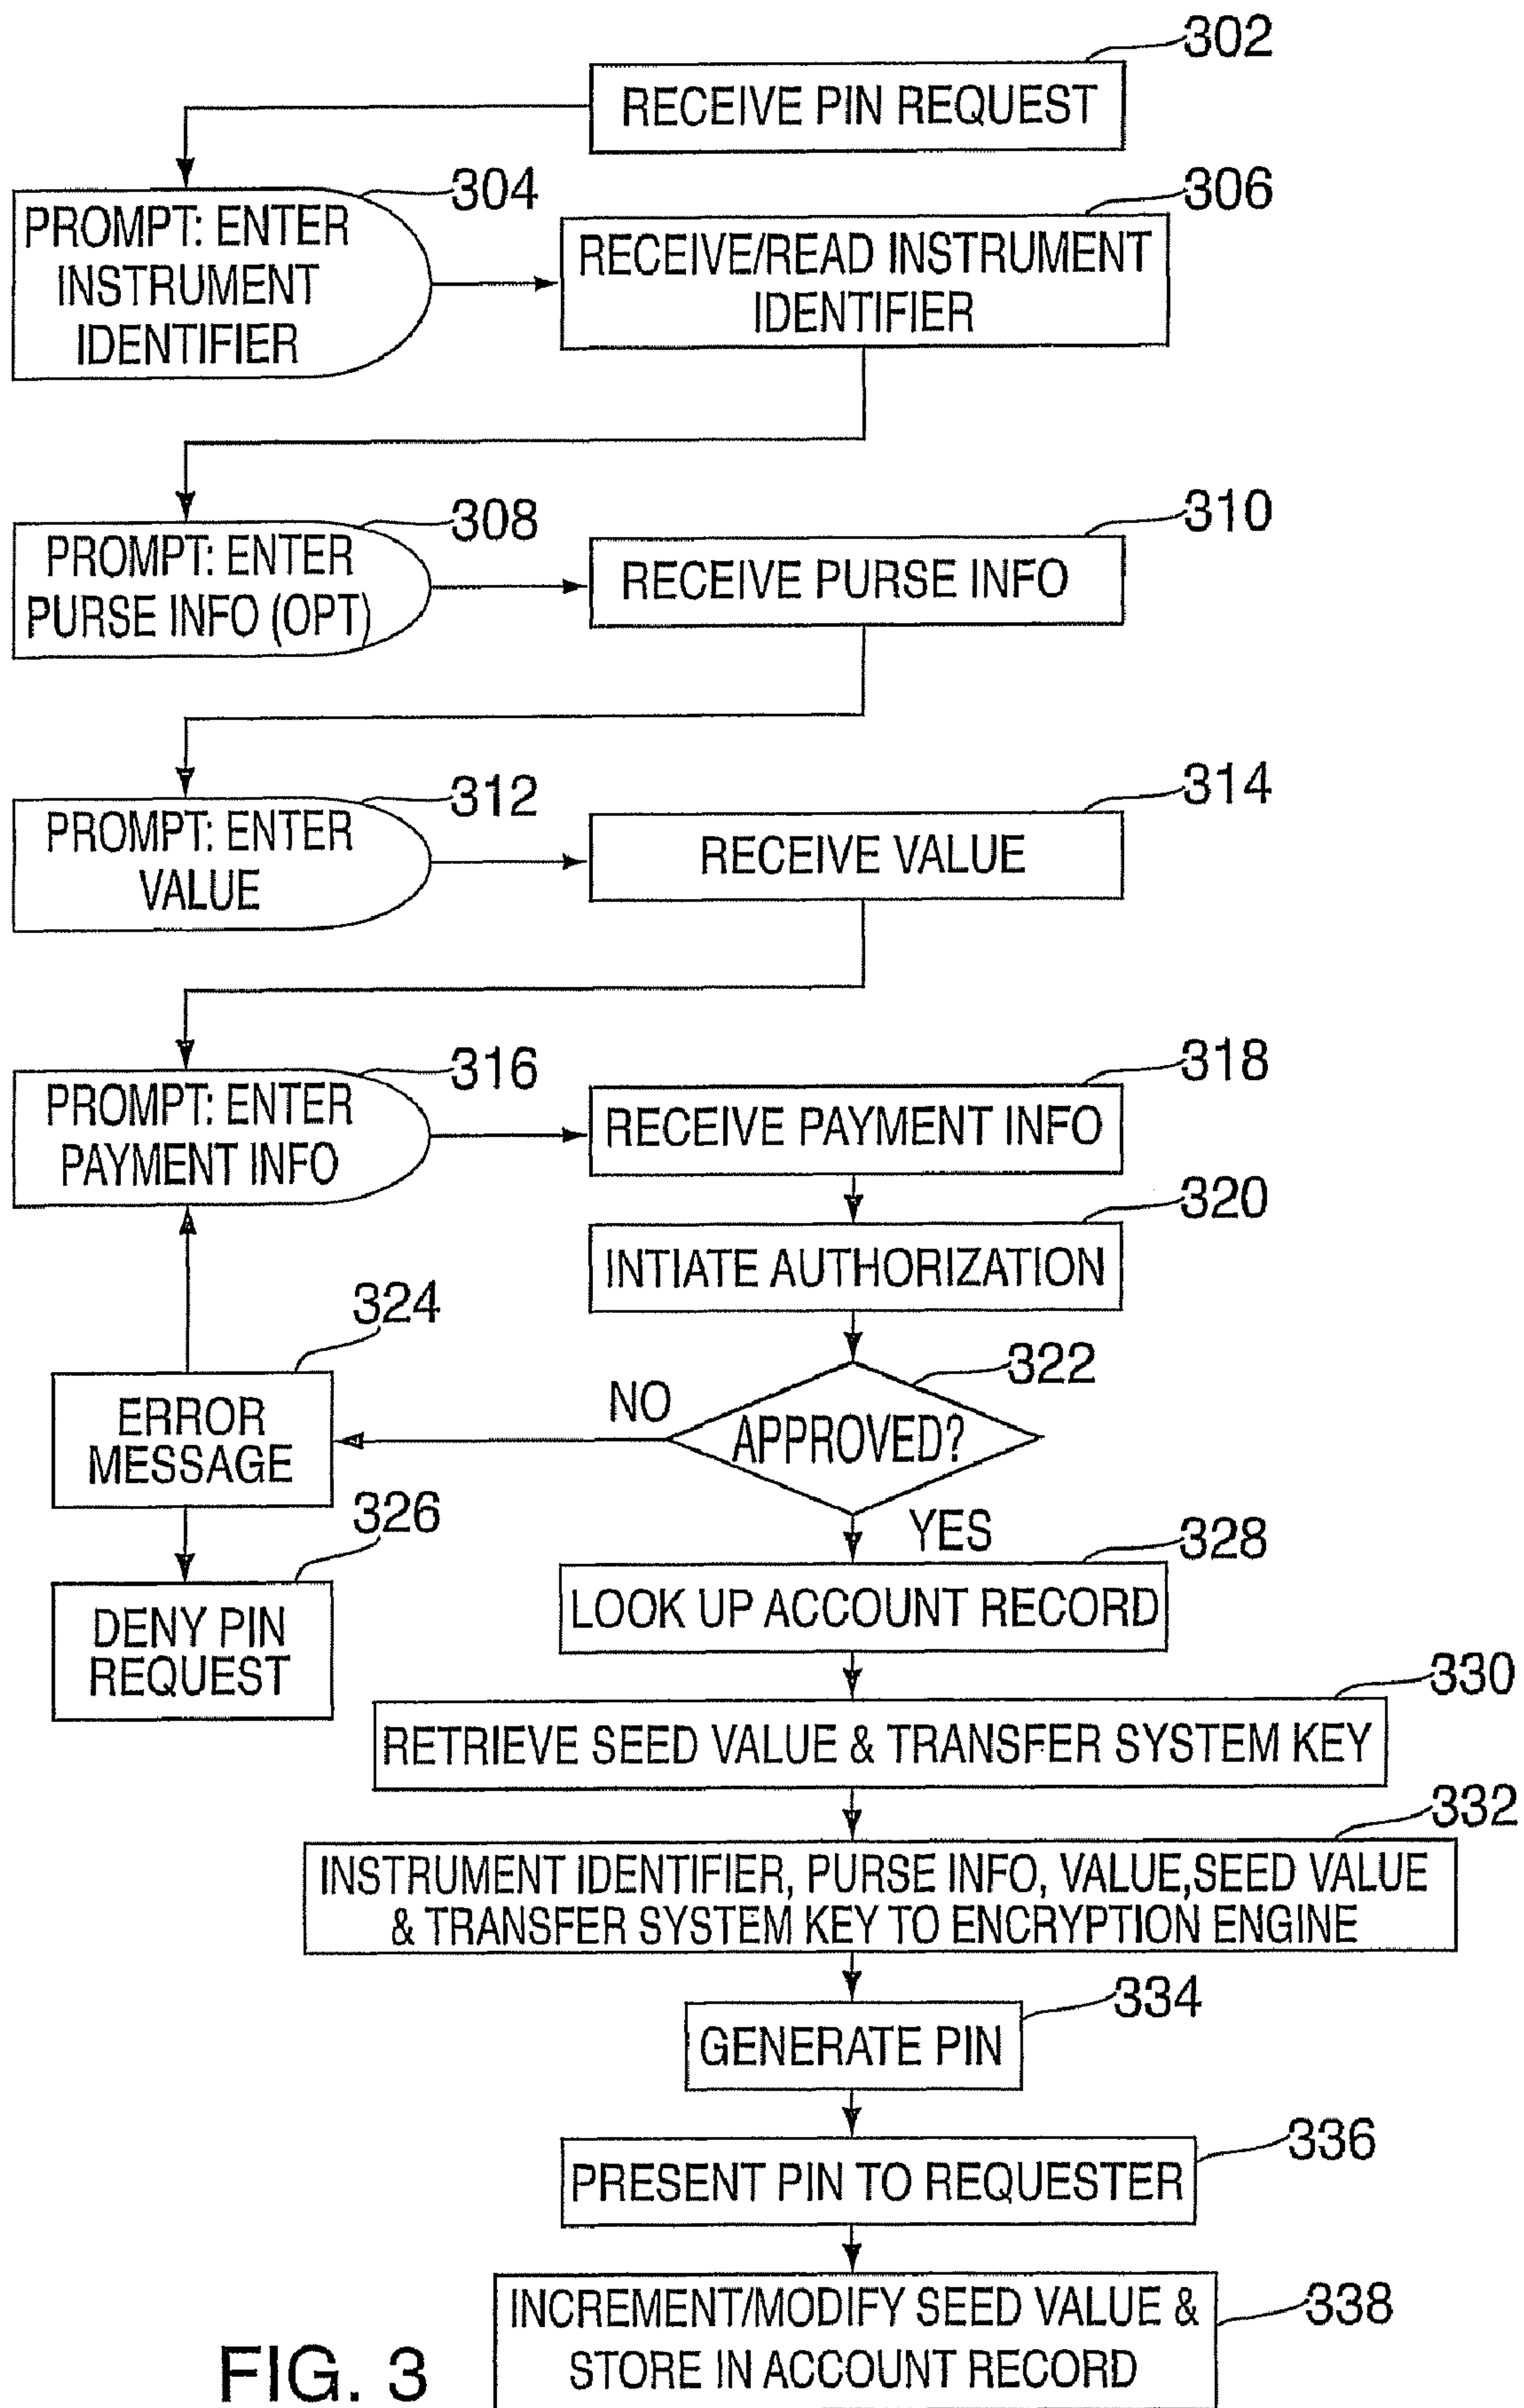 302
RECEIVE PIN REQUEST
304
PROMPT: ENTER
INSTRUMENT
IDENTIFIER
306
RECEIVE/READ INSTRUMENT
IDENTIFIER
308
PROMPT: ENTER
PURSE INFO (OPT)
310
RECEIVE PURSE INFO
312
PROMPT: ENTER
VALUE
314
RECEIVE VALUE
316
PROMPT: ENTER
PAYMENT INFO
318
RECEIVE PAYMENT INFO
320
INTIATE AUTHORIZATION
322
APPROVED?
NO
324
ERROR
MESSAGE
326
DENY PIN
REQUEST
YES
328
LOOK UP ACCOUNT RECORD
330
RETRIEVE SEED VALUE & TRANSFER SYSTEM KEY
332
INSTRUMENT IDENTIFIER, PURSE INFO, VALUE,SEED VALUE
& TRANSFER SYSTEM KEY TO ENCRYPTION ENGINE
334
GENERATE PIN
336
PRESENT PIN TO REQUESTER
338
INCREMENT/MODIFY SEED VALUE &
STORE IN ACCOUNT RECORD
FIG. 3